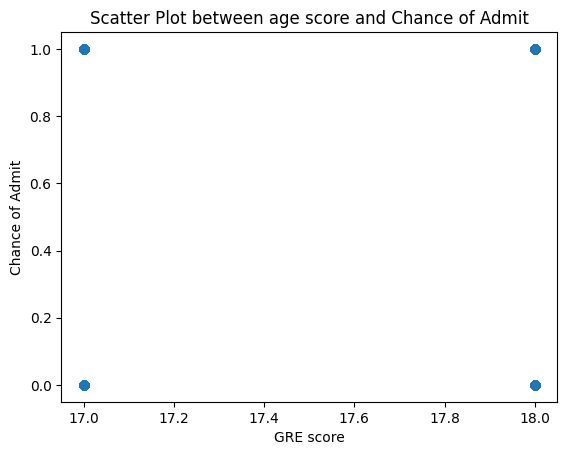 Scatter Plot between age score and Chance of Admit
1.0
0.8
0.6
0.4
0.2
0.0
Chance of Admit
17.0 17.2 17.4 17.6 17.8 18.0
GRE score